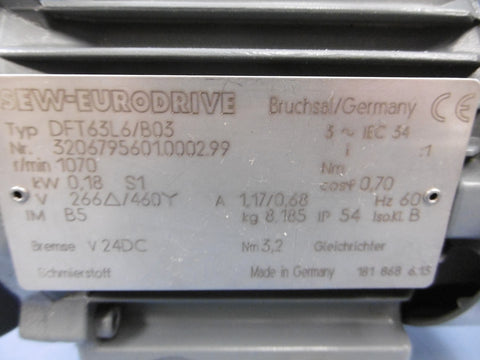 SEW-EURODRIVE Bruchsal/Germany CE
Typ DFT63L6/B03 3 ~ IEC 34
Nr. 3206795601.0002.99 i :1
r/min 1070 Nm
kW 0,18 S1 cosφ 0,70
V 266△/460Y A 1,17/0,68 Hz 60
IM B5 kg 8.185 IP 54 Iso.Kl. B
Bremse V 24DC Nm 3,2 Gleichrichter
Schmierstoff Made in Germany 181 868 6.13